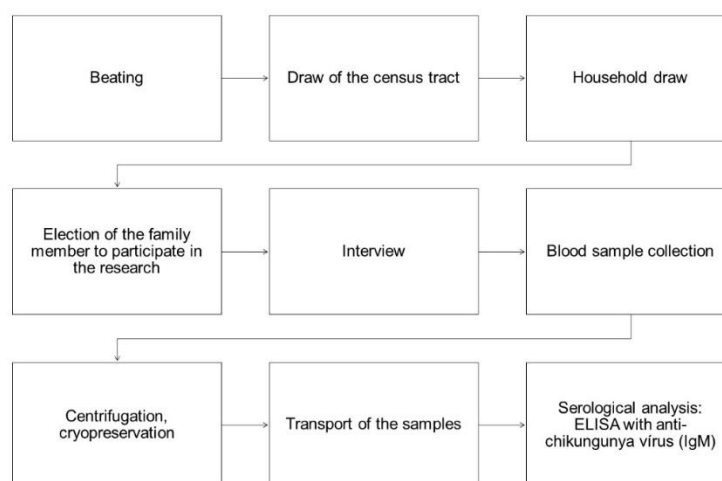 Beating
Draw of the census tract
Household draw
Election of the family
member to participate in
the research
Interview
Blood sample collection
Centrifugation,
cryopreservation
Transport of the samples
Serological analysis:
ELISA with anti-
chikungunya vírus (IgM)